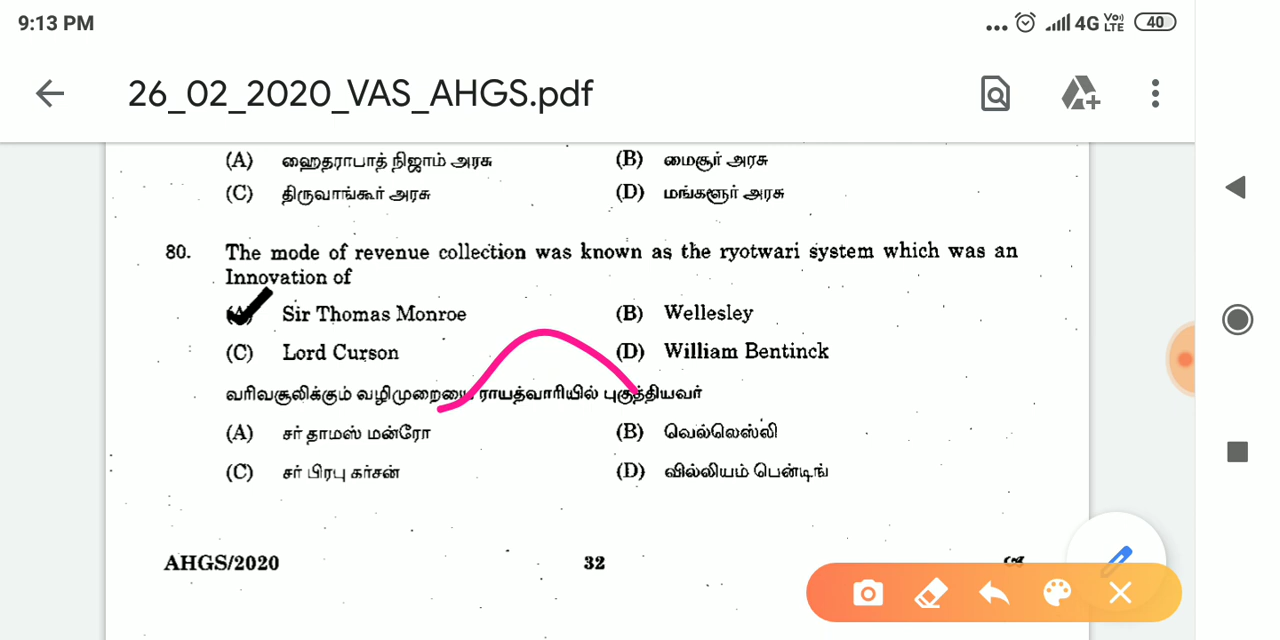 9:13 PM
4G Vo) LTE 40
26_02_2020_VAS_AHGS.pdf
(A) ஹைதராபாத் நிஜாம் அரசு (B) மைசூர் அரசு
(C) திருவாங்கூர் அரசு (D) மங்களூர் அரசு
80. The mode of revenue collection was known as the ryotwari system which was an
Innovation of
(A) Sir Thomas Monroe (B) Wellesley
(C) Lord Curson (D) William Bentinck
வரிவசூலிக்கும் வழிமுறையை ராயத்வாரியில் புகுத்தியவர்
(A) சர் தாமஸ் மன்ரோ (B) வெல்லெஸ்லி
(C) சர் பிரபு கர்சன் (D) வில்லியம் பென்டிங்
AHGS/2020 32